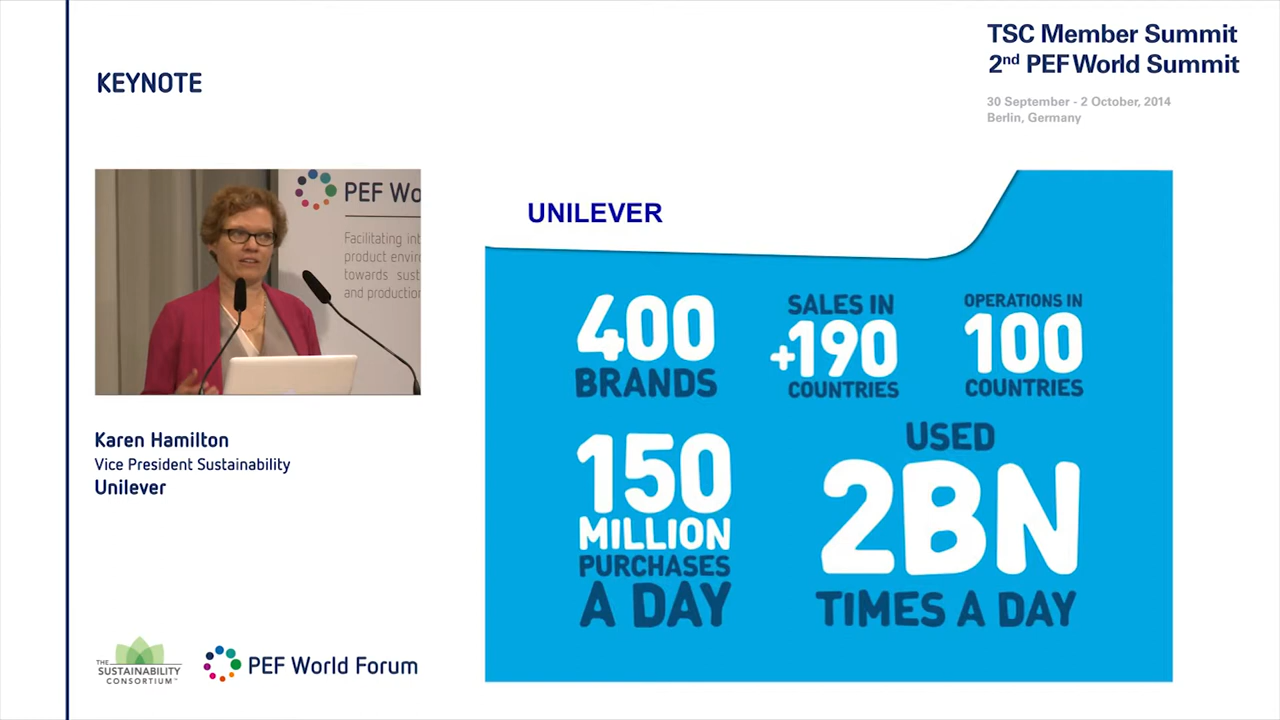 TSC Member Summit
2nd PEF World Summit
30 September - 2 October, 2014
Berlin, Germany
KEYNOTE
PEF Wo
Facilitating int
product enviro
towards sust
and production
Karen Hamilton
Vice President Sustainability
Unilever
UNILEVER
400
BRANDS
SALES IN
+190
COUNTRIES
OPERATIONS IN
100
COUNTRIES
150
MILLION
PURCHASES
A DAY
USED
2BN
TIMES A DAY
THE
SUSTAINABILITY
CONSORTIUM™
PEF World Forum